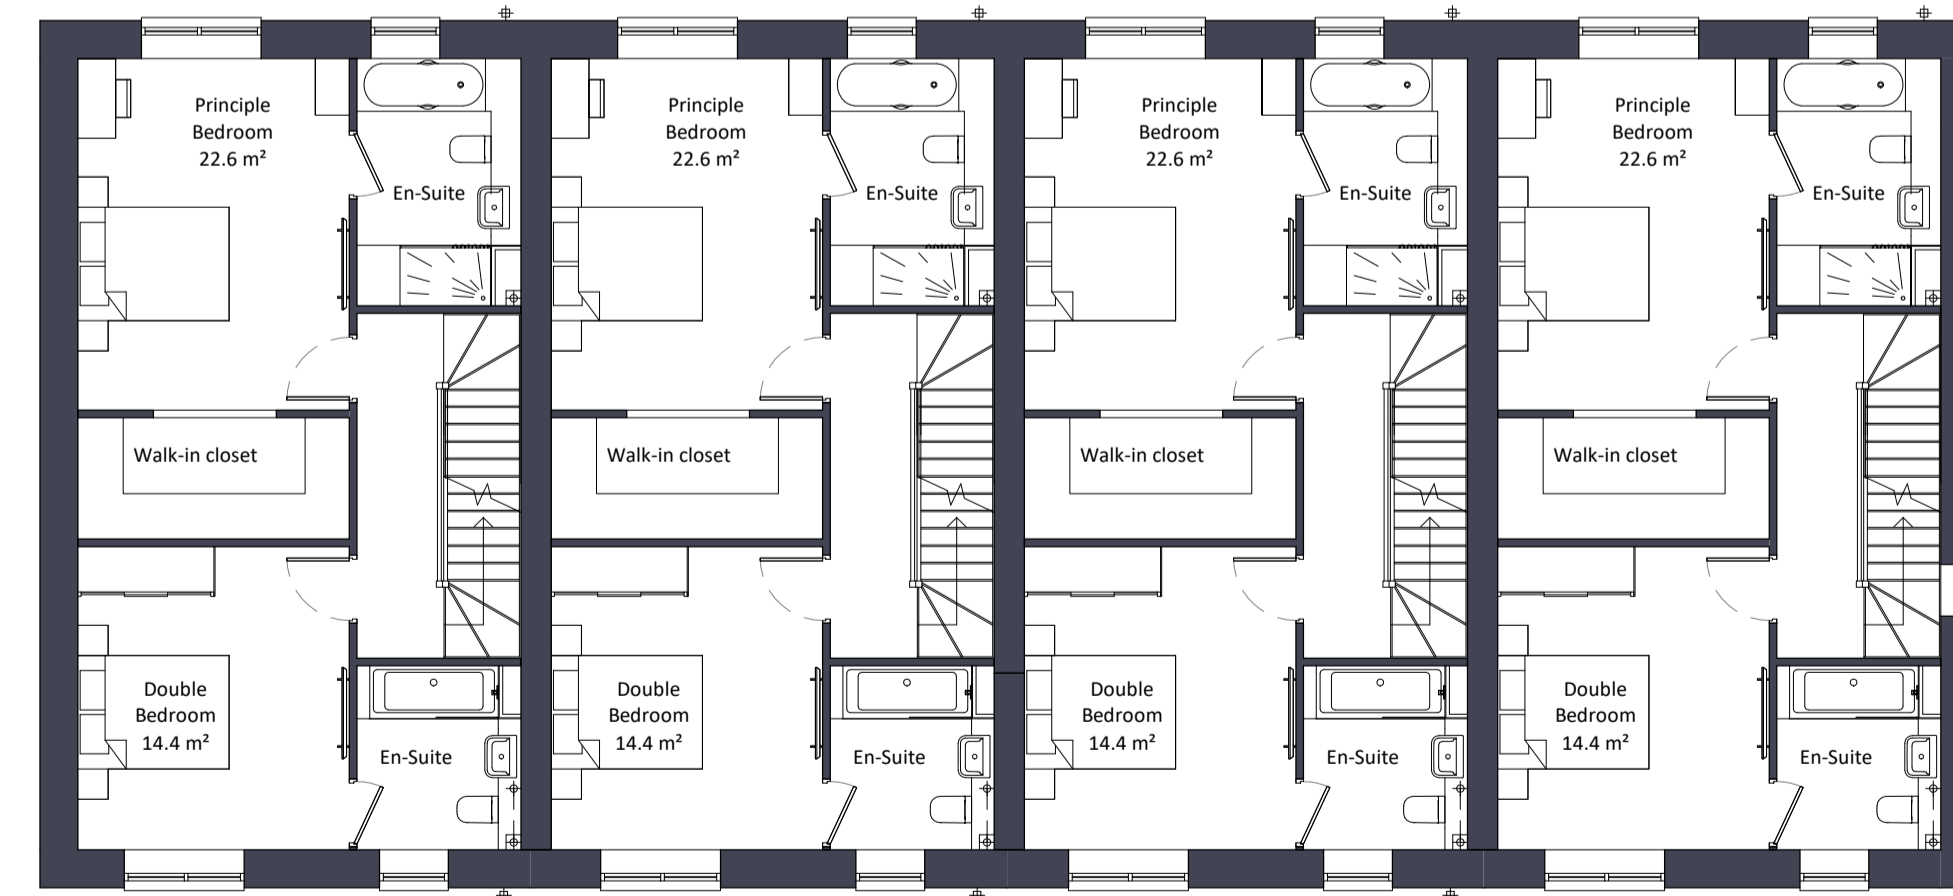 Principle
Bedroom
22.6 m²
En-Suite
Walk-in closet
Double
Bedroom
14.4 m²
En-Suite
Principle
Bedroom
22.6 m²
En-Suite
Walk-in closet
Double
Bedroom
14.4 m²
En-Suite
Principle
Bedroom
22.6 m²
En-Suite
Walk-in closet
Double
Bedroom
14.4 m²
En-Suite
Principle
Bedroom
22.6 m²
En-Suite
Walk-in closet
Double
Bedroom
14.4 m²
En-Suite